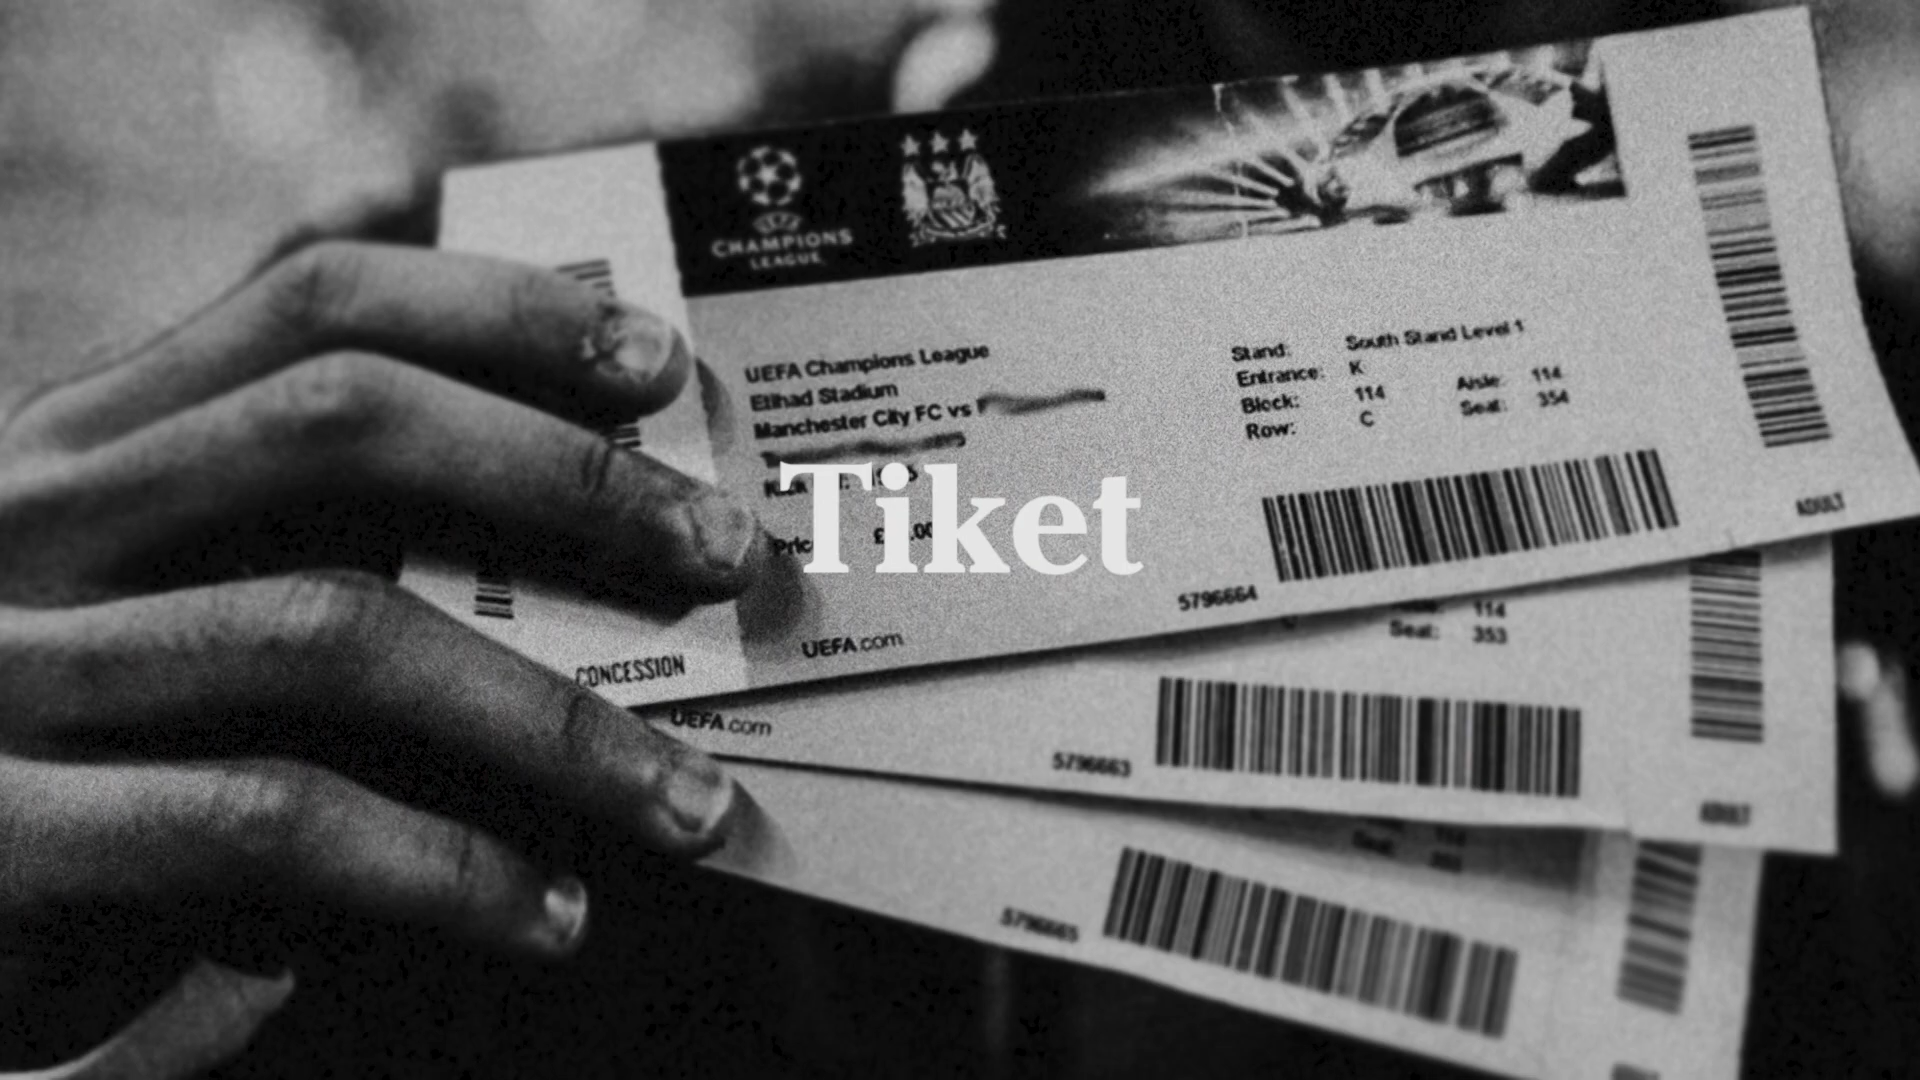 CHAMPIONS
LEAGUE
UEFA Champions League
Etihad Stadium
Manchester City FC vs
Stand: South Stand Level 1
Entrance: K
Block: 114 Aisle: 114
Row: C Seat: 354
Tiket
5796664
ADULT
UEFA.com
CONCESSION
114
Seat: 353
UEFA.com
5796663
ADULT
5796665